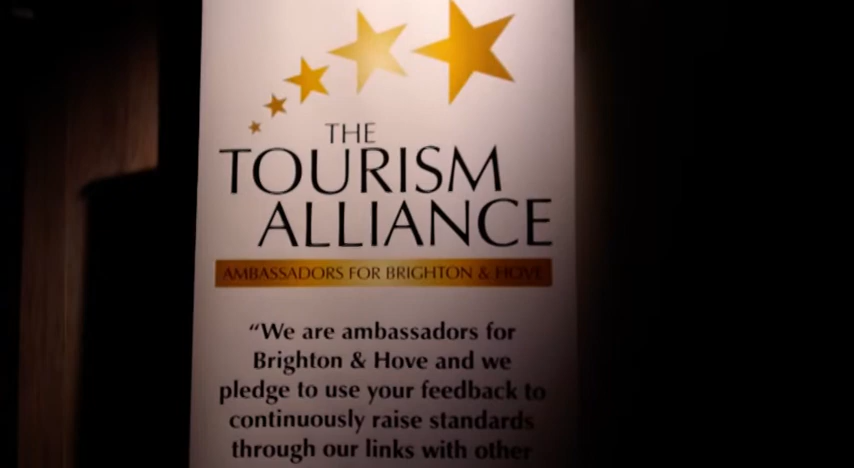 THE
TOURISM
ALLIANCE
AMBASSADORS FOR BRIGHTON & HOVE
“We are ambassadors for
Brighton & Hove and we
pledge to use your feedback to
continuously raise standards
through our links with other